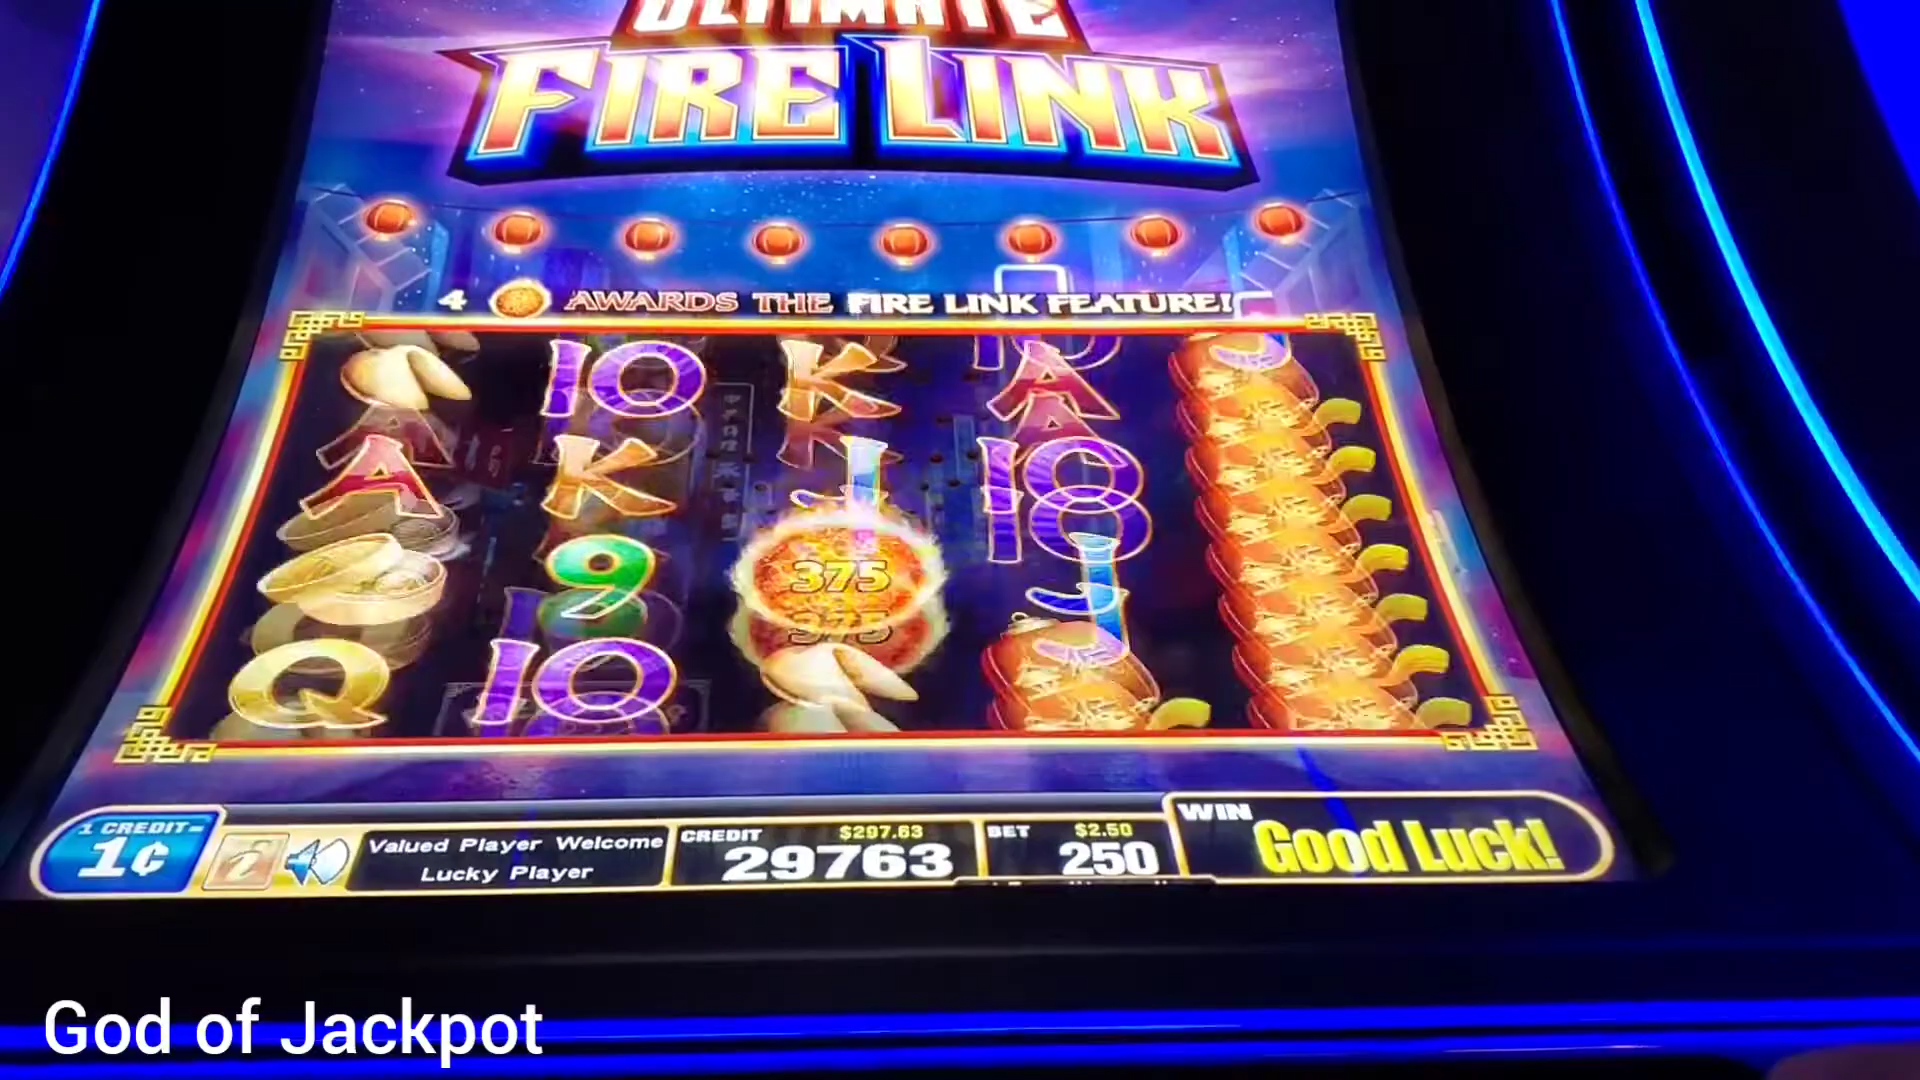 ULTIMATE
FIRE LINK
4 AWARDS THE FIRE LINK FEATURE!
10 K A
A K J 10
9 375 J
Q 10
1 CREDIT=
1¢
Valued Player Welcome
Lucky Player
CREDIT $297.63
29763
BET $2.50
250
WIN
Good Luck!
God of Jackpot